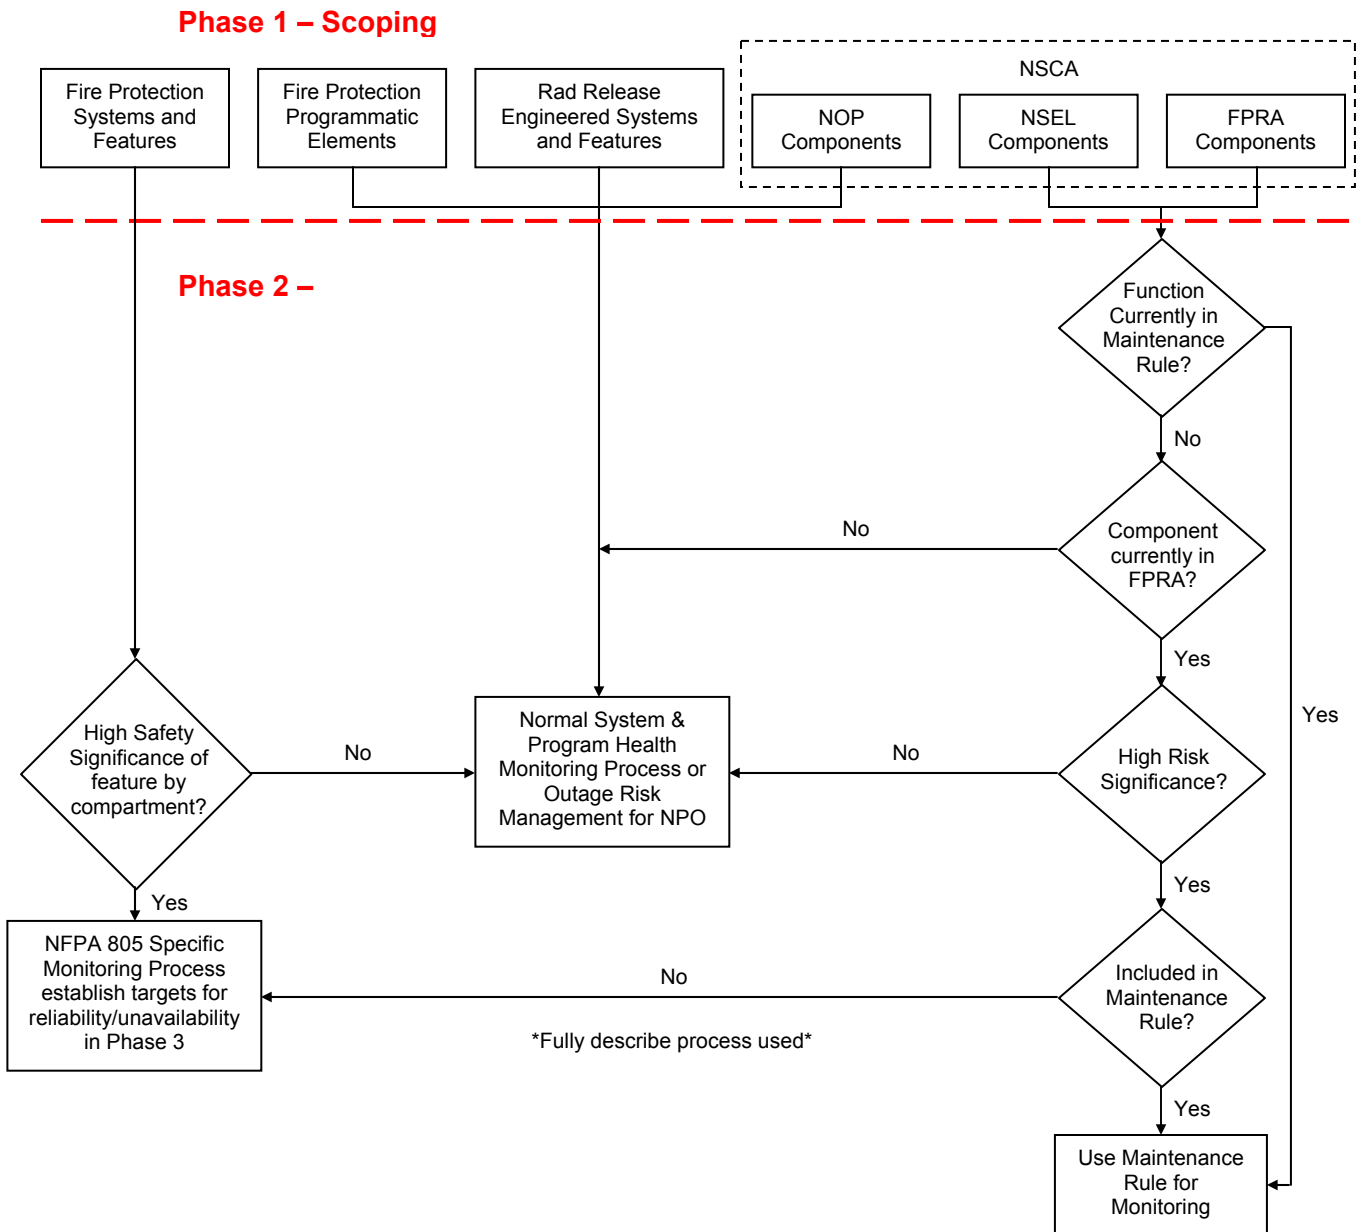 Phase 1 – Scoping
NSCA
Fire Protection
Systems and
Features
Fire Protection
Programmatic
Elements
Rad Release
Engineered Systems
and Features
NOP
Components
NSEL
Components
FPRA
Components
Phase 2 –
Function
Currently in
Maintenance
Rule?
No
Component
currently in
FPRA?
No
Yes
High Safety
Significance of
feature by
compartment?
No
Normal System &
Program Health
Monitoring Process or
Outage Risk
Management for NPO
No
High Risk
Significance?
Yes
Yes
Yes
NFPA 805 Specific
Monitoring Process
establish targets for
reliability/unavailability
in Phase 3
No
*Fully describe process used*
Included in
Maintenance
Rule?
Yes
Use Maintenance
Rule for
Monitoring